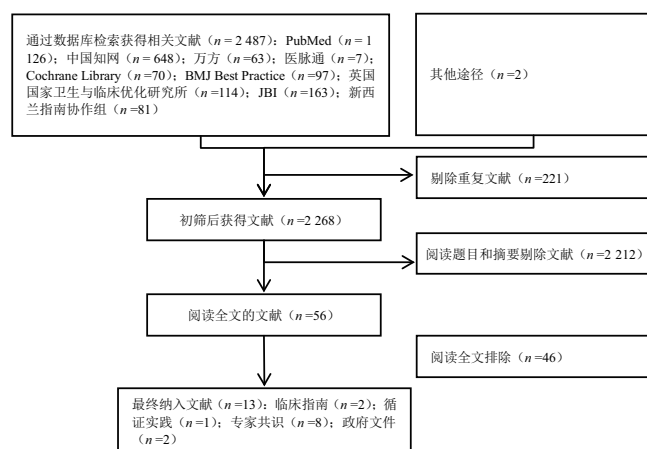 通过数据库检索获得相关文献（n=2 487）：PubMed（n=1
126）；中国知网（n=648）；万方（n=63）；医脉通（n=7）；
Cochrane Library（n=70）；BMJ Best Practice（n=97）；英国
国家卫生与临床优化研究所（n=114）；JBI（n=163）；新西
兰指南协作组（n=81）
其他途径（n=2）
剔除重复文献（n=221）
初筛后获得文献（n=2 268）
阅读题目和摘要剔除文献（n=2 212）
阅读全文的文献（n=56）
阅读全文排除（n=46）
最终纳入文献（n=13）；临床指南（n=2）；循
证实践（n=1）；专家共识（n=8）；政府文件
（n=2）